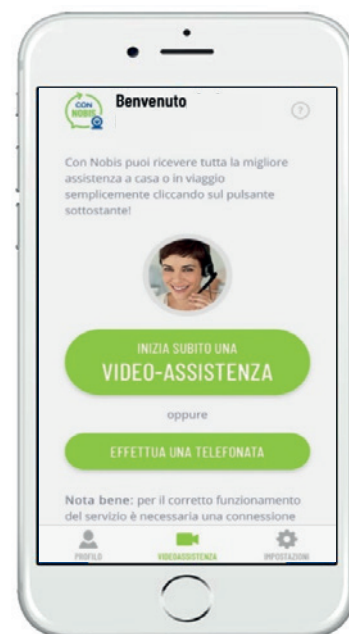 CON
NOBIS
Benvenuto
?
Con Nobis puoi ricevere tutta la migliore
assistenza a casa o in viaggio
semplicemente cliccando sul pulsante
sottostante!
INIZIA SUBITO UNA
VIDEO-ASSISTENZA
oppure
EFFETTUA UNA TELEFONATA
Nota bene: per il corretto funzionamento
del servizio è necessaria una connessione
PROFILO VIDEOASSISTENZA IMPOSTAZIONI